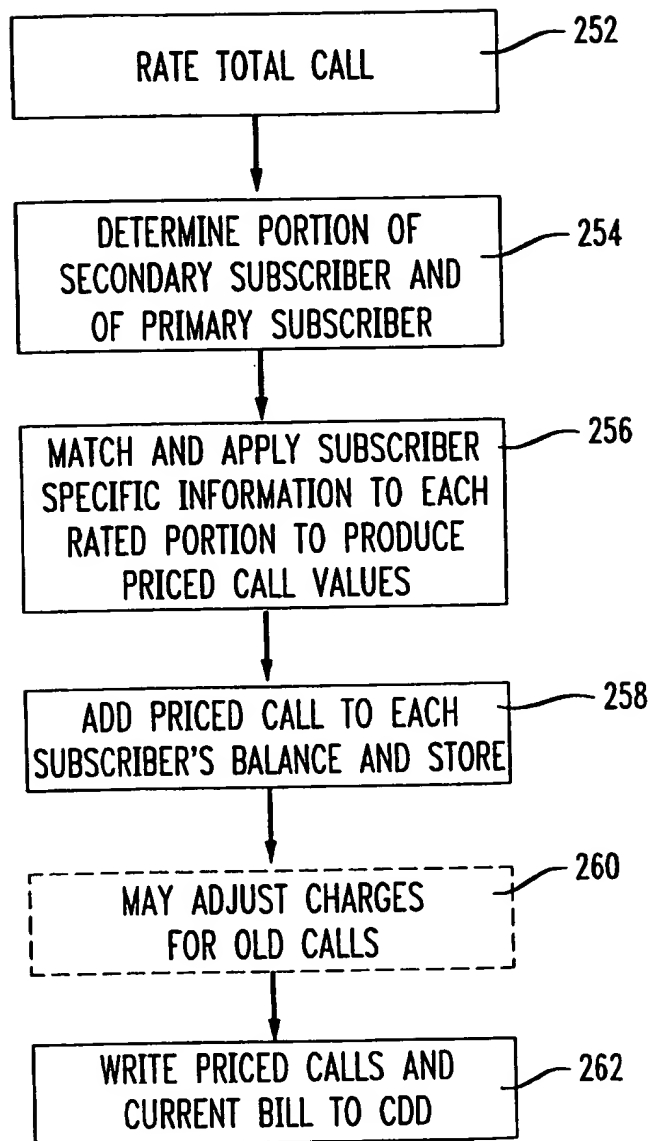 RATE TOTAL CALL
252
DETERMINE PORTION OF
SECONDARY SUBSCRIBER AND
OF PRIMARY SUBSCRIBER
254
MATCH AND APPLY SUBSCRIBER
SPECIFIC INFORMATION TO EACH
RATED PORTION TO PRODUCE
PRICED CALL VALUES
256
ADD PRICED CALL TO EACH
SUBSCRIBER'S BALANCE AND STORE
258
MAY ADJUST CHARGES
FOR OLD CALLS
260
WRITE PRICED CALLS AND
CURRENT BILL TO CDD
262